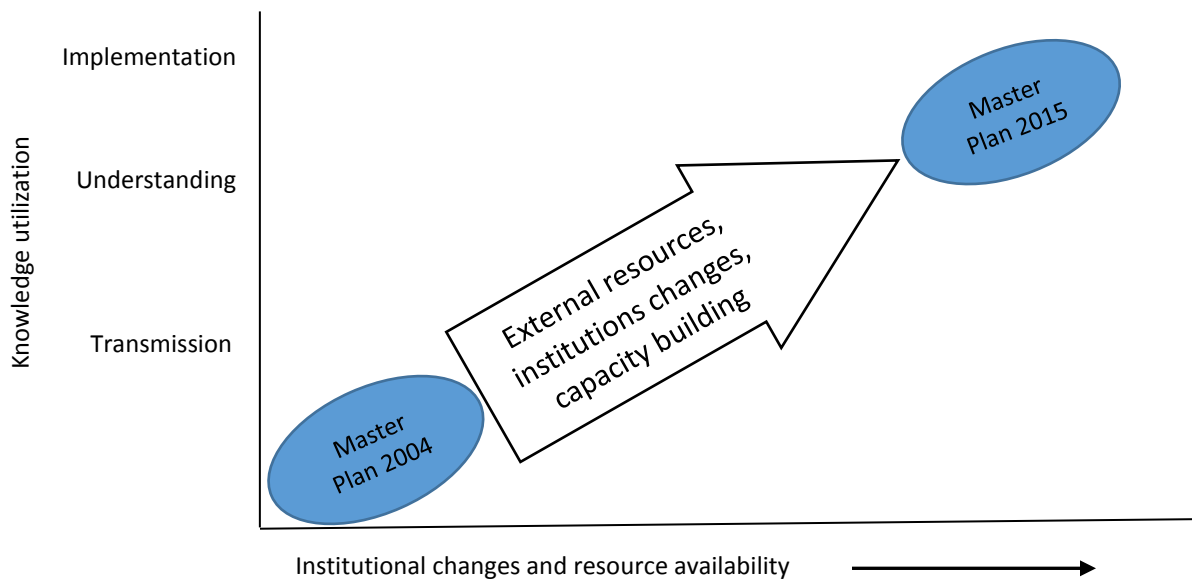 Implementation
Master
Plan 2015
Knowledge utilization
Understanding
External resources,
institutions changes,
capacity building
Transmission
Master
Plan 2004
Institutional changes and resource availability